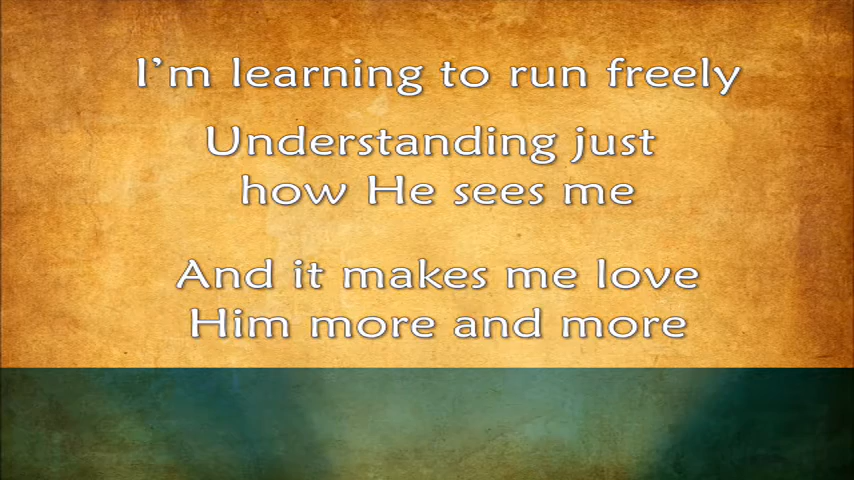 I'm learning to run freely
Understanding just
how He sees me
And it makes me love
Him more and more